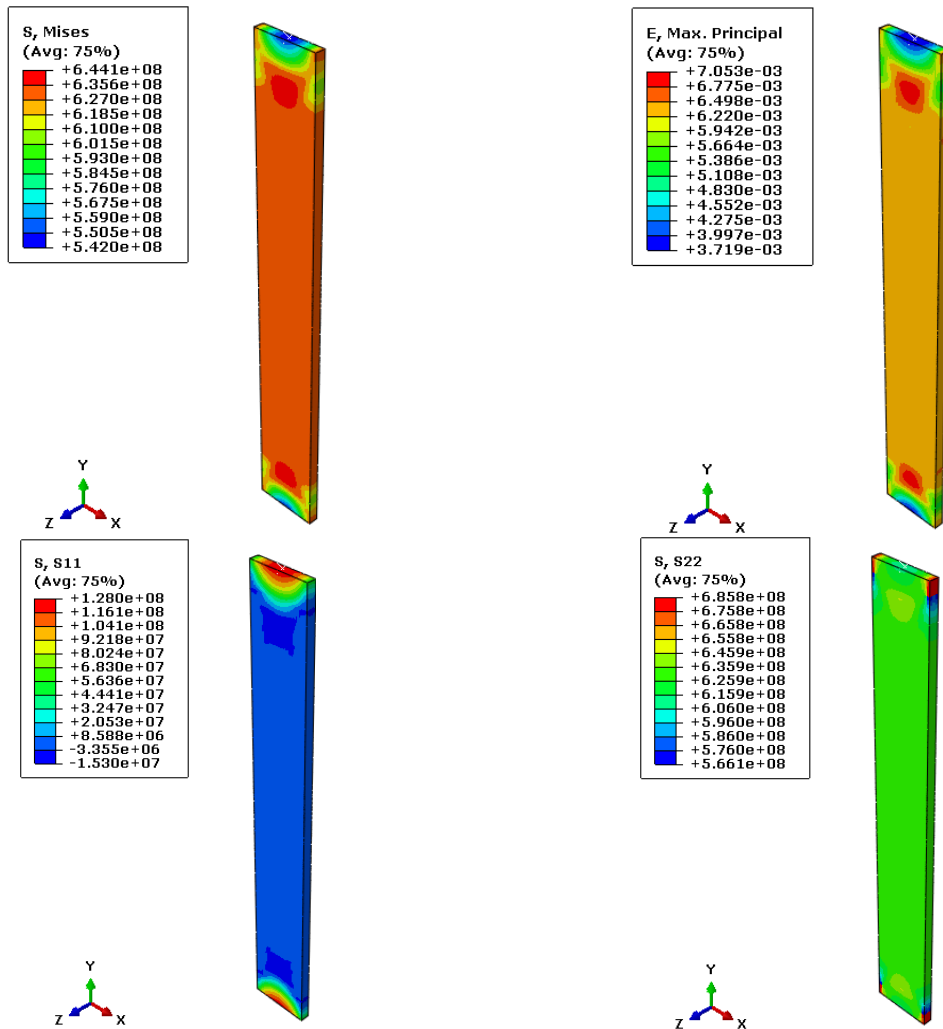 S, Mises
(Avg: 75%)
+6.441e+08
+6.356e+08
+6.270e+08
+6.185e+08
+6.100e+08
+6.015e+08
+5.930e+08
+5.845e+08
+5.760e+08
+5.675e+08
+5.590e+08
+5.505e+08
+5.420e+08
Y
Z
X
E, Max. Principal
(Avg: 75%)
+7.053e-03
+6.775e-03
+6.498e-03
+6.220e-03
+5.942e-03
+5.664e-03
+5.386e-03
+5.108e-03
+4.830e-03
+4.552e-03
+4.275e-03
+3.997e-03
+3.719e-03
Y
Z
X
S, S11
(Avg: 75%)
+1.280e+08
+1.161e+08
+1.041e+08
+9.218e+07
+8.024e+07
+6.830e+07
+5.636e+07
+4.441e+07
+3.247e+07
+2.053e+07
+8.588e+06
-3.355e+06
-1.530e+07
Y
Z
X
S, S22
(Avg: 75%)
+6.858e+08
+6.758e+08
+6.658e+08
+6.558e+08
+6.459e+08
+6.359e+08
+6.259e+08
+6.159e+08
+6.060e+08
+5.960e+08
+5.860e+08
+5.760e+08
+5.661e+08
Y
Z
X